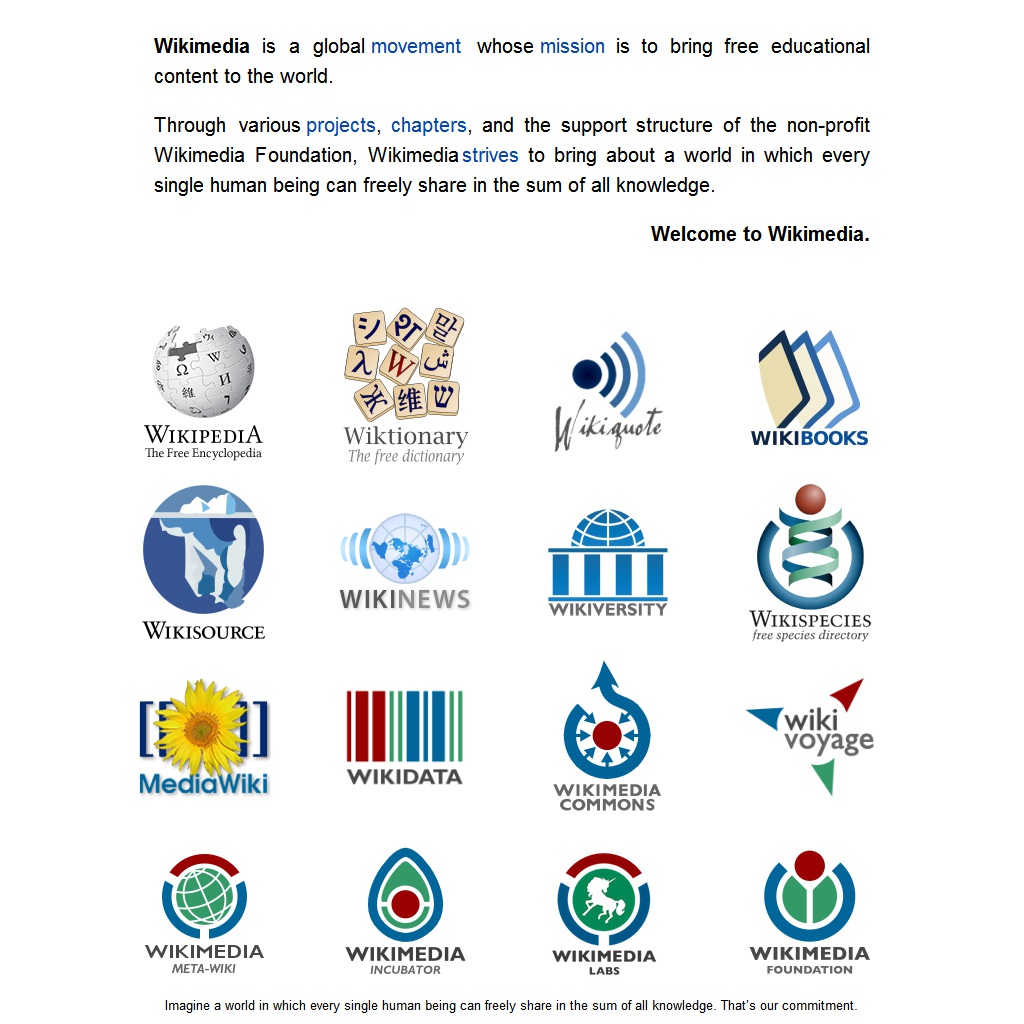 Wikimedia is a global movement whose mission is to bring free educational
content to the world.
Through various projects, chapters, and the support structure of the non-profit
Wikimedia Foundation, Wikimedia strives to bring about a world in which every
single human being can freely share in the sum of all knowledge.
Welcome to Wikimedia.
Ω W И 維
シ 말
λ W ش
維 ש
WIKIPEDIA
The Free Encyclopedia
Wiktionary
The free dictionary
Wikiquote
WIKIBOOKS
WIKISOURCE
WIKINEWS
WIKIVERSITY
WIKISPECIES
free species directory
[ ]
MediaWiki
WIKIDATA
WIKIMEDIA
COMMONS
wiki
voyage
WIKIMEDIA
META-WIKI
WIKIMEDIA
INCUBATOR
WIKIMEDIA
LABS
WIKIMEDIA
FOUNDATION
Imagine a world in which every single human being can freely share in the sum of all knowledge. That's our commitment.